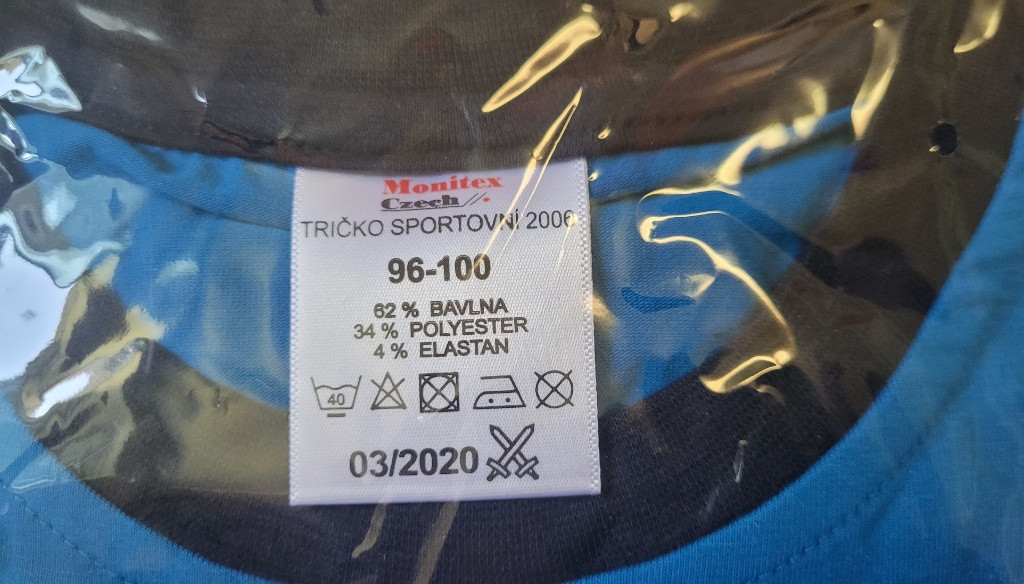 Monitex
Czech
TRIČKO SPORTOVNÍ 2006
96-100
62 % BAVLNA
34 % POLYESTER
4 % ELASTAN
40
03/2020